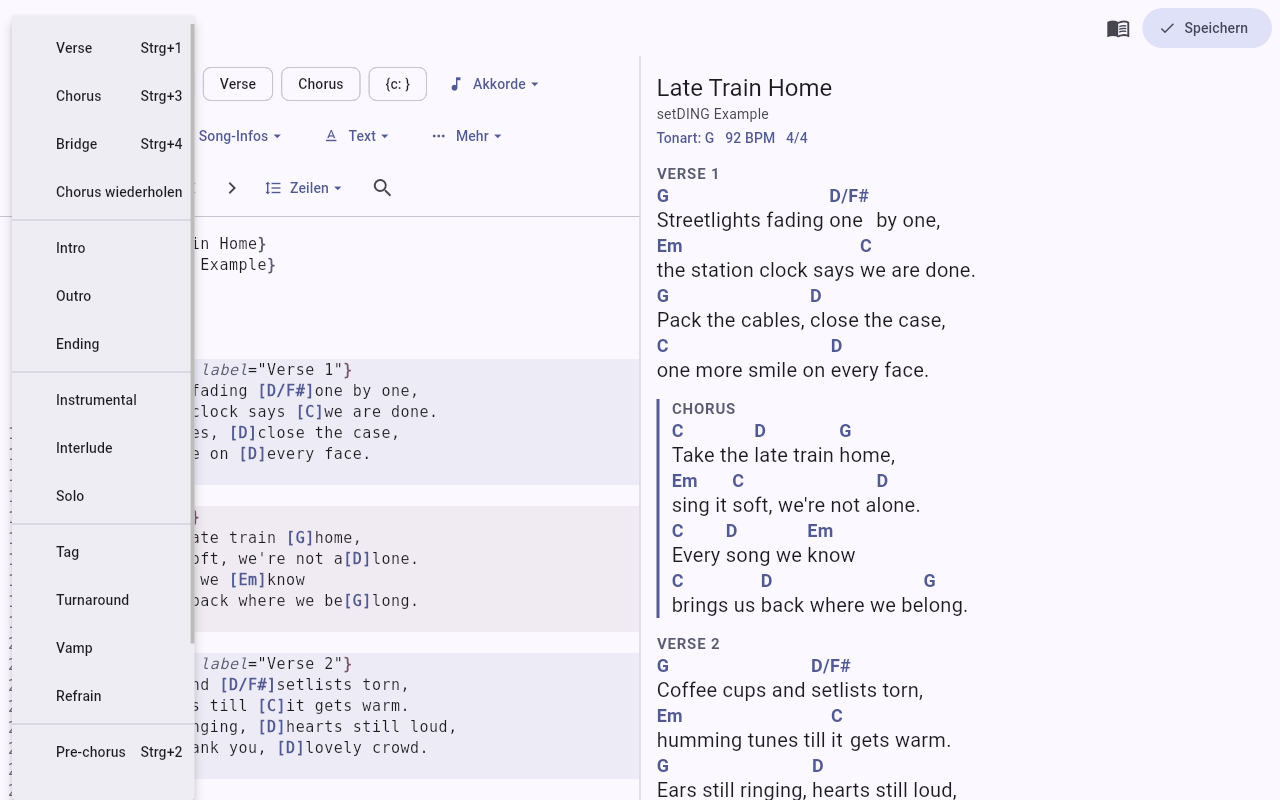 Verse Strg+1
Chorus Strg+3
Bridge Strg+4
Chorus wiederholen
Intro
Outro
Ending
Instrumental
Interlude
Solo
Tag
Turnaround
Vamp
Refrain
Pre-chorus Strg+2
Speichern
Verse Chorus {c: } Akkorde
Song-Infos Text Mehr
Zeilen
in Home}
Example}
label="Verse 1"}
fading [D/F#]one by one,
clock says [C]we are done.
es, [D]close the case,
e on [D]every face.
}
ate train [G]home,
oft, we're not a[D]lone.
we [Em]know
back where we be[G]long.
label="Verse 2"}
nd [D/F#]setlists torn,
s till [C]it gets warm.
nging, [D]hearts still loud,
ank you, [D]lovely crowd.
Late Train Home
setDING Example
Tonart: G 92 BPM 4/4
VERSE 1
G D/F#
Streetlights fading one by one,
Em C
the station clock says we are done.
G D
Pack the cables, close the case,
C D
one more smile on every face.
CHORUS
C D G
Take the late train home,
Em C D
sing it soft, we're not alone.
C D Em
Every song we know
C D G
brings us back where we belong.
VERSE 2
G D/F#
Coffee cups and setlists torn,
Em C
humming tunes till it gets warm.
G D
Ears still ringing, hearts still loud,